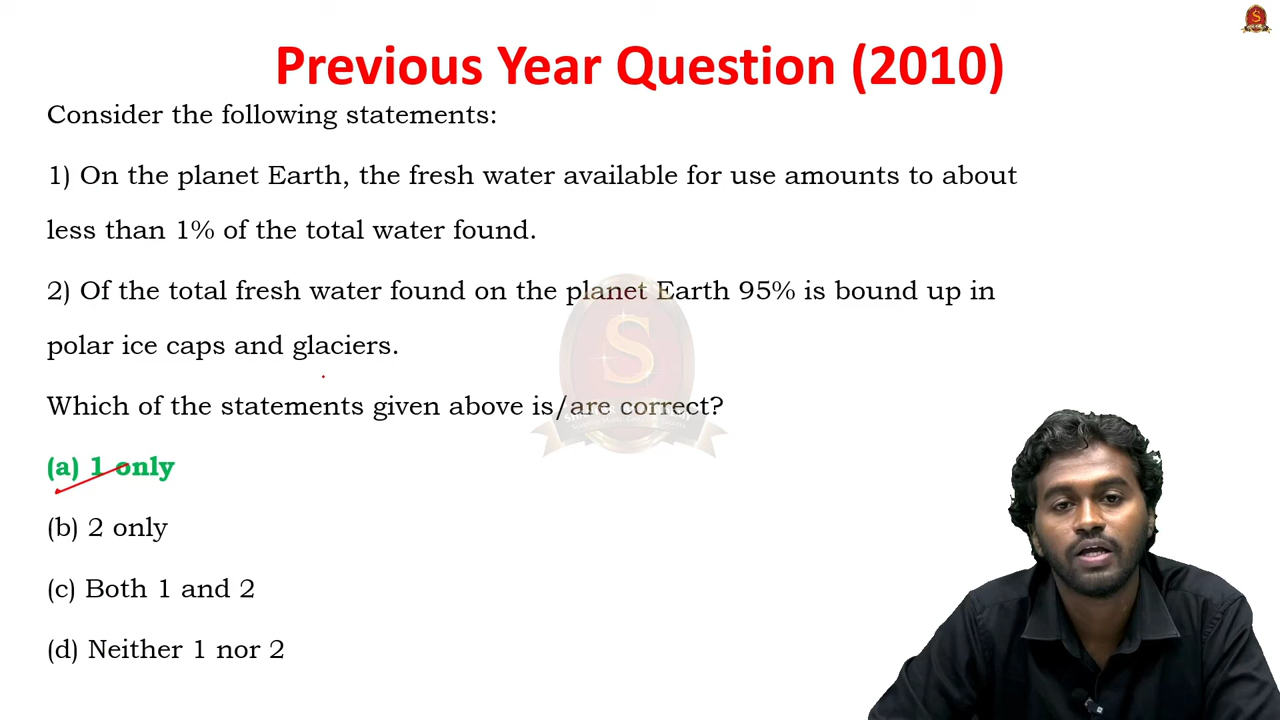 Previous Year Question (2010)
Consider the following statements:
1) On the planet Earth, the fresh water available for use amounts to about
less than 1% of the total water found.
2) Of the total fresh water found on the planet Earth 95% is bound up in
polar ice caps and glaciers.
Which of the statements given above is/are correct?
(a) 1 only
(b) 2 only
(c) Both 1 and 2
(d) Neither 1 nor 2
S
S